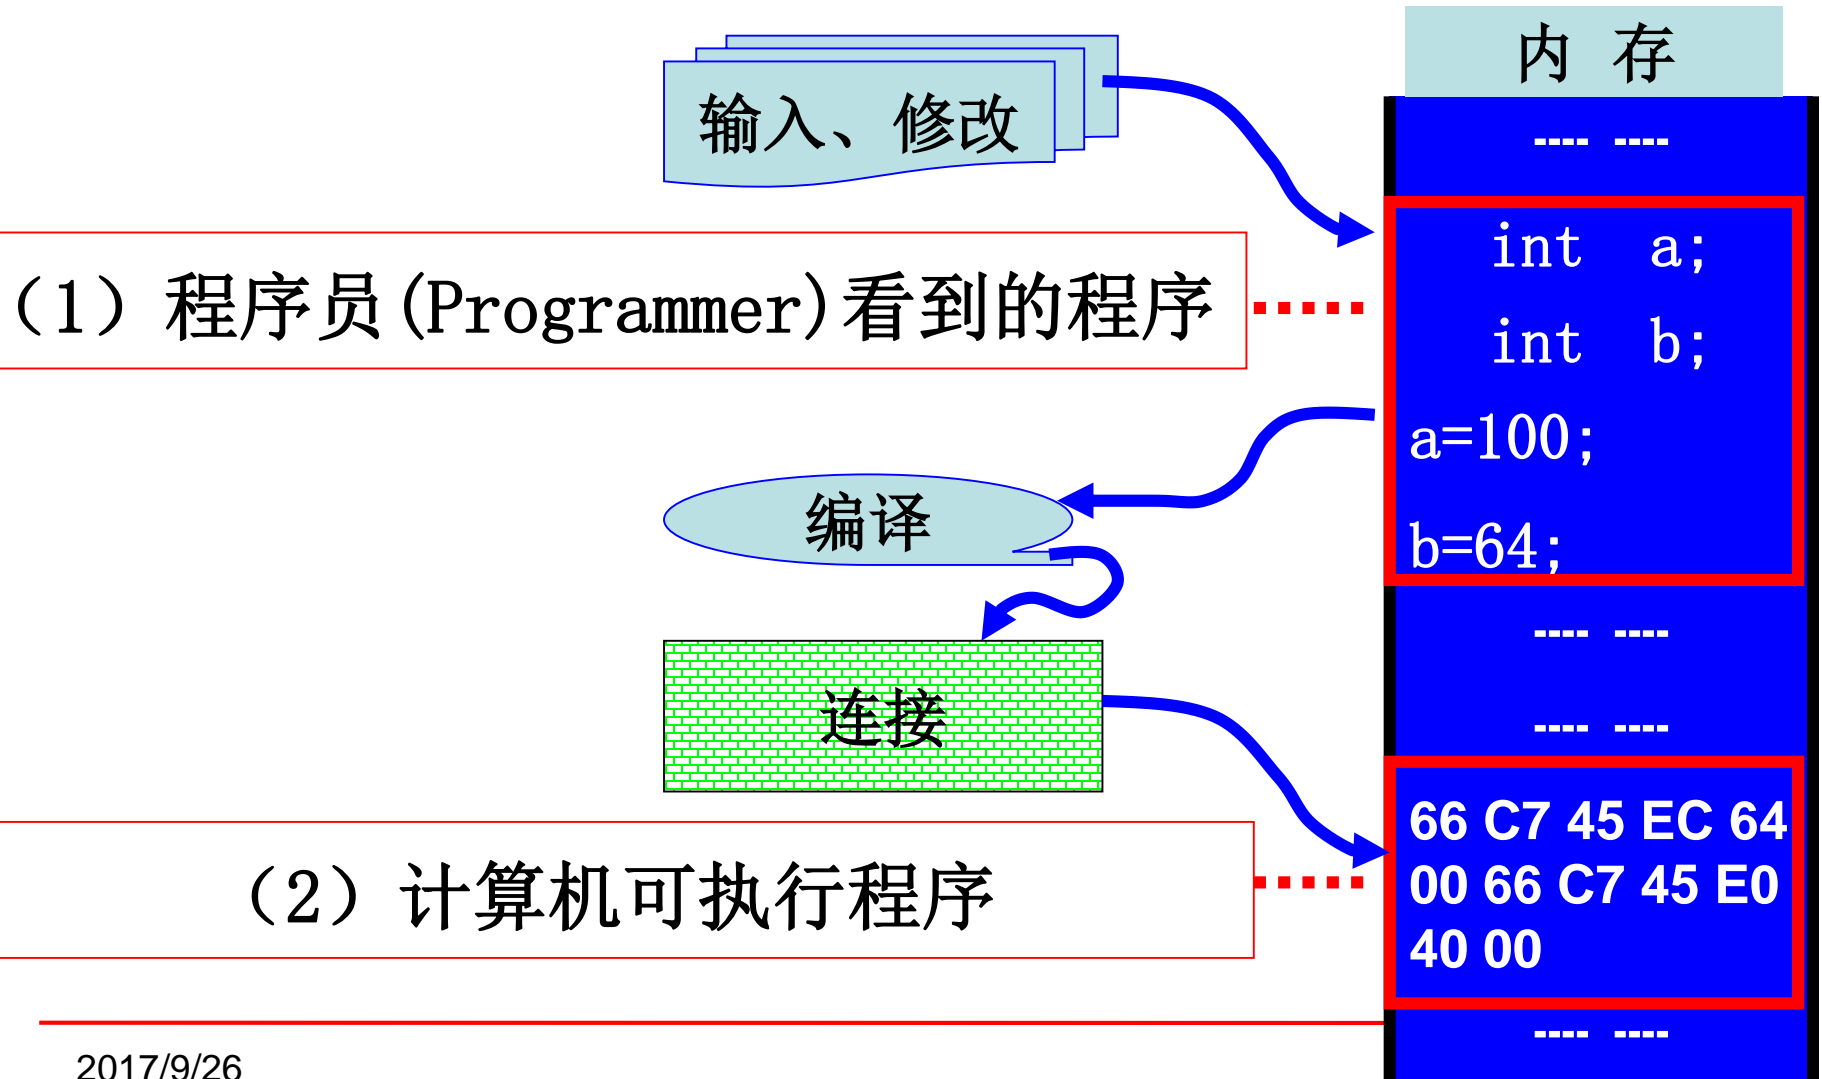 内 存
输入、修改
---- ----
（1）程序员(Programmer)看到的程序
int a;
int b;
a=100;
b=64;
编译
---- ----
连接
---- ----
（2）计算机可执行程序
66 C7 45 EC 64
00 66 C7 45 E0
40 00
---- ----
2017/9/26